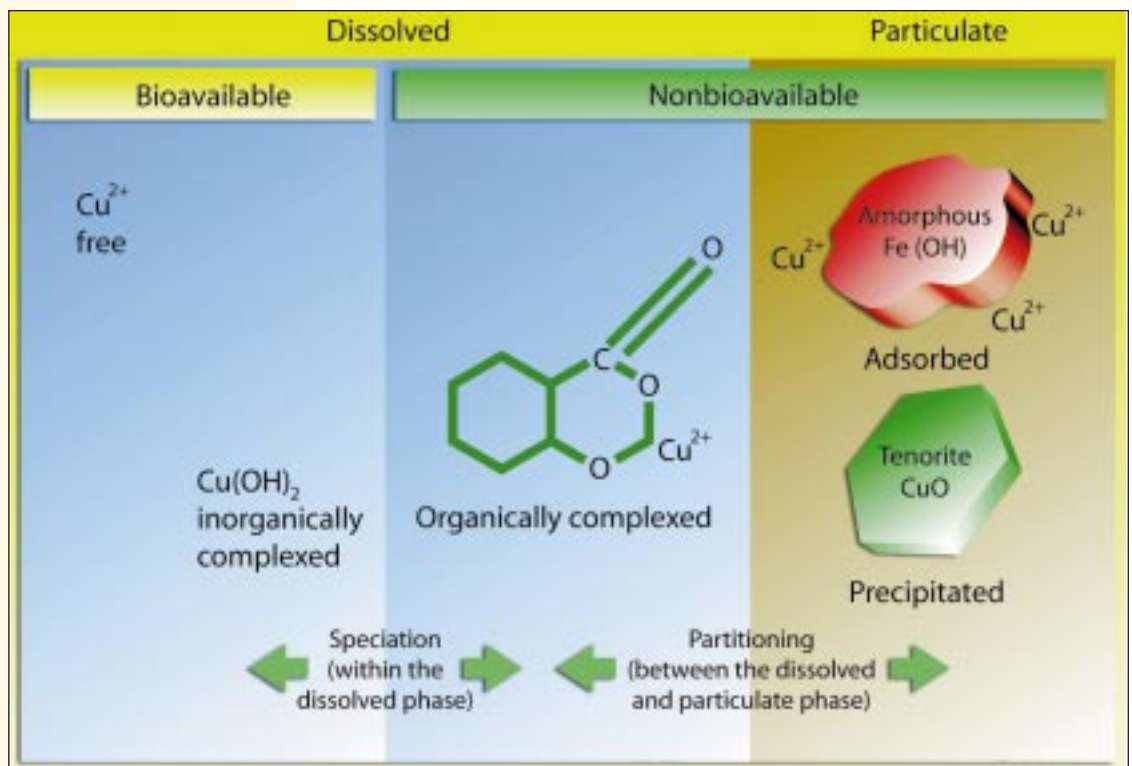 Dissolved
Particulate
Bioavailable
Nonbioavailable
Cu²⁺
free
Cu(OH)₂
inorganically
complexed
O
C
O
O
Cu²⁺
Organically complexed
Amorphous
Fe (OH)
Cu²⁺
Cu²⁺
Cu²⁺
Adsorbed
Tenorite
CuO
Precipitated
Speciation
(within the
dissolved phase)
Partitioning
(between the dissolved
and particulate phase)